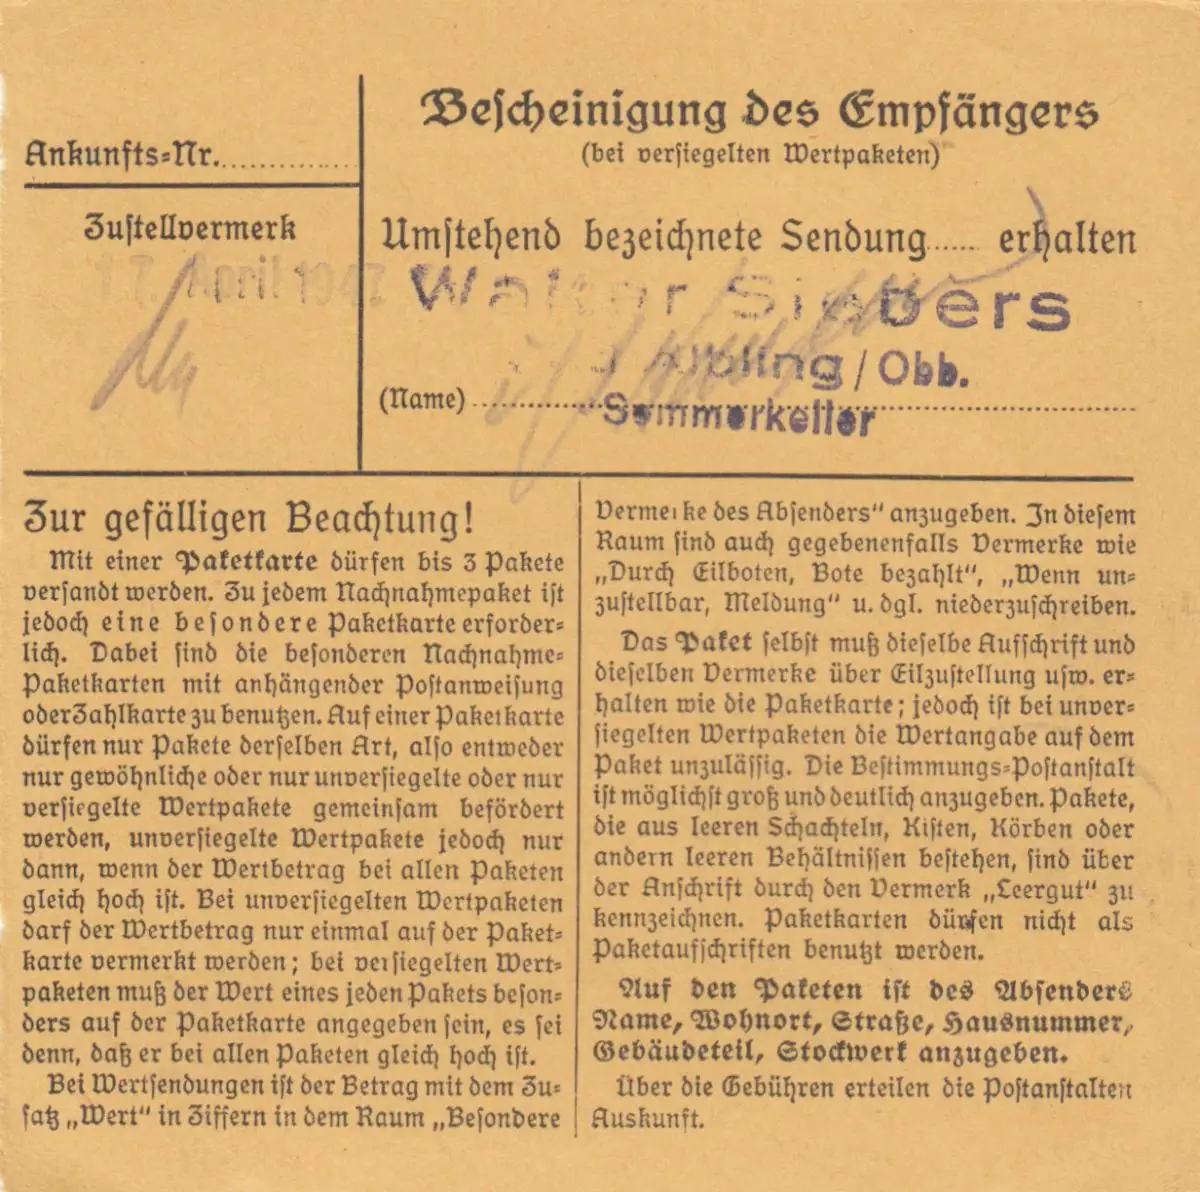 Ankunfts-Nr.
Zustellvermerk
17. April 194
Bescheinigung des Empfängers
(bei versiegelten Wertpaketen)
Umstehend bezeichnete Sendung...... erhalten
Walter Siebers
Aibling / Obb.
(Name)
Sommerkeller
Zur gefälligen Beachtung!
Mit einer Paketkarte dürfen bis 3 Pakete
versandt werden. Zu jedem Nachnahmepaket ist
jedoch eine besondere Paketkarte erforder-
lich. Dabei sind die besonderen Nachnahme-
Paketkarten mit anhängender Postanweisung
oder Zahlkarte zu benutzen. Auf einer Paketkarte
dürfen nur Pakete derselben Art, also entweder
nur gewöhnliche oder nur unversiegelte oder nur
versiegelte Wertpakete gemeinsam befördert
werden, unversiegelte Wertpakete jedoch nur
dann, wenn der Wertbetrag bei allen Paketen
gleich hoch ist. Bei unversiegelten Wertpaketen
darf der Wertbetrag nur einmal auf der Paket-
karte vermerkt werden; bei versiegelten Wert-
paketen muß der Wert eines jeden Pakets beson-
ders auf der Paketkarte angegeben sein, es sei
denn, daß er bei allen Paketen gleich hoch ist.
Bei Wertsendungen ist der Betrag mit dem Zu-
satz „Wert" in Ziffern in dem Raum „Besondere
Vermerke des Absenders" anzugeben. In diesem
Raum sind auch gegebenenfalls Vermerke wie
„Durch Eilboten, Bote bezahlt", „Wenn un-
zustellbar, Meldung" u. dgl. niederzuschreiben.
Das Paket selbst muß dieselbe Aufschrift und
dieselben Vermerke über Eilzustellung usw. er-
halten wie die Paketkarte; jedoch ist bei unver-
siegelten Wertpaketen die Wertangabe auf dem
Paket unzulässig. Die Bestimmungs-Postanstalt
ist möglichst groß und deutlich anzugeben. Pakete,
die aus leeren Schachteln, Kisten, Körben oder
andern leeren Behältnissen bestehen, sind über
der Anschrift durch den Vermerk „Leergut" zu
kennzeichnen. Paketkarten dürfen nicht als
Paketaufschriften benutzt werden.
Auf den Paketen ist des Absenders
Name, Wohnort, Straße, Hausnummer,
Gebäudeteil, Stockwerk anzugeben.
Über die Gebühren erteilen die Postanstalten
Auskunft.